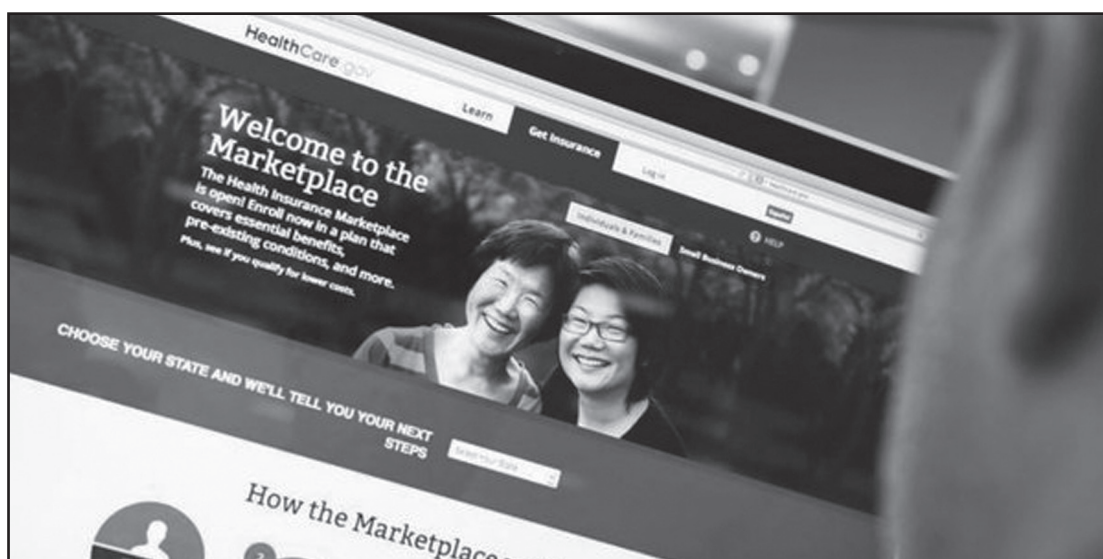 HealthCare.gov
Learn
Get Insurance
Log in
Español
Individuals & Families
Small Business Owners
? HELP
Welcome to the
Marketplace
The Health Insurance Marketplace
is open! Enroll now in a plan that
covers essential benefits,
pre-existing conditions, and more.
Plus, see if you qualify for lower costs.
CHOOSE YOUR STATE AND WE'LL TELL YOU YOUR NEXT
STEPS
Select Your State
How the Marketplace
2